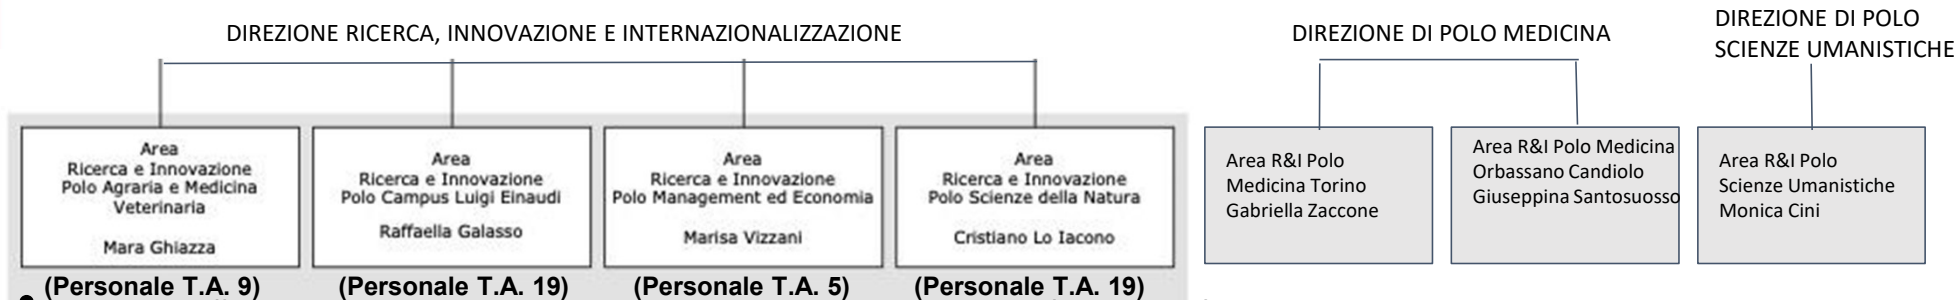 DIREZIONE RICERCA, INNOVAZIONE E INTERNAZIONALIZZAZIONE
Area
Ricerca e Innovazione
Polo Agraria e Medicina
Veterinaria
Mara Ghiazza
(Personale T.A. 9)
Area
Ricerca e Innovazione
Polo Campus Luigi Einaudi
Raffaella Galasso
(Personale T.A. 19)
Area
Ricerca e Innovazione
Polo Management ed Economia
Marisa Vizzani
(Personale T.A. 5)
Area
Ricerca e Innovazione
Polo Scienze della Natura
Cristiano Lo Iacono
(Personale T.A. 19)
DIREZIONE DI POLO MEDICINA
Area R&I Polo
Medicina Torino
Gabriella Zaccone
Area R&I Polo Medicina
Orbassano Candiolo
Giuseppina Santosuosso
DIREZIONE DI POLO
SCIENZE UMANISTICHE
Area R&I Polo
Scienze Umanistiche
Monica Cini